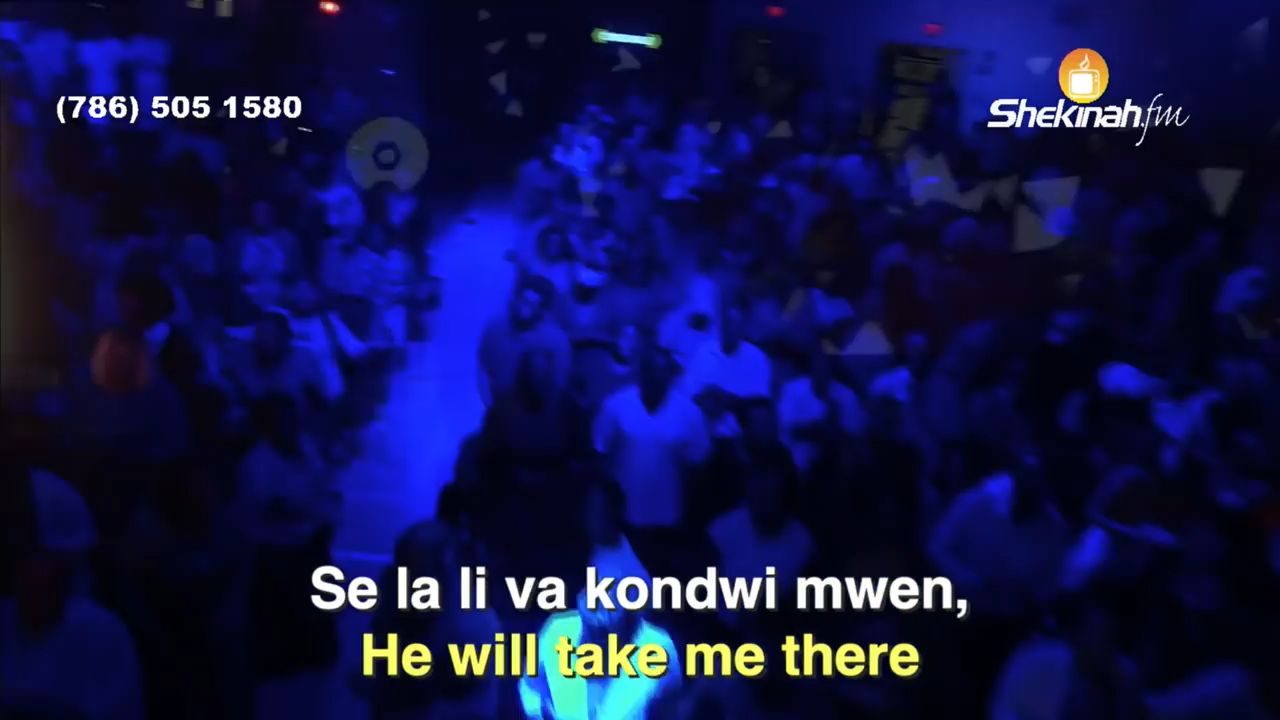 (786) 505 1580
Shekinah.fm
Se la li va kondwi mwen,
He will take me there